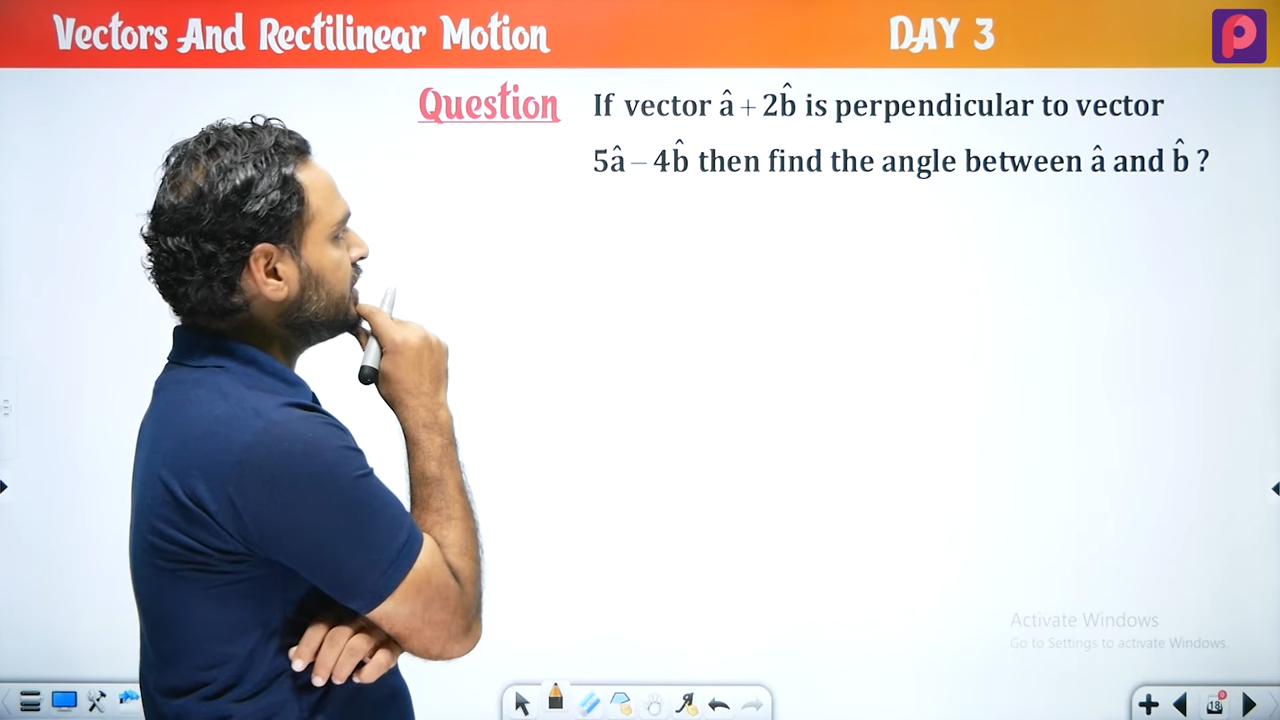 Vectors And Rectilinear Motion DAY 3
Question If vector â + 2b̂ is perpendicular to vector
5â – 4b̂ then find the angle between â and b̂ ?
Activate Windows
Go to Settings to activate Windows.
18